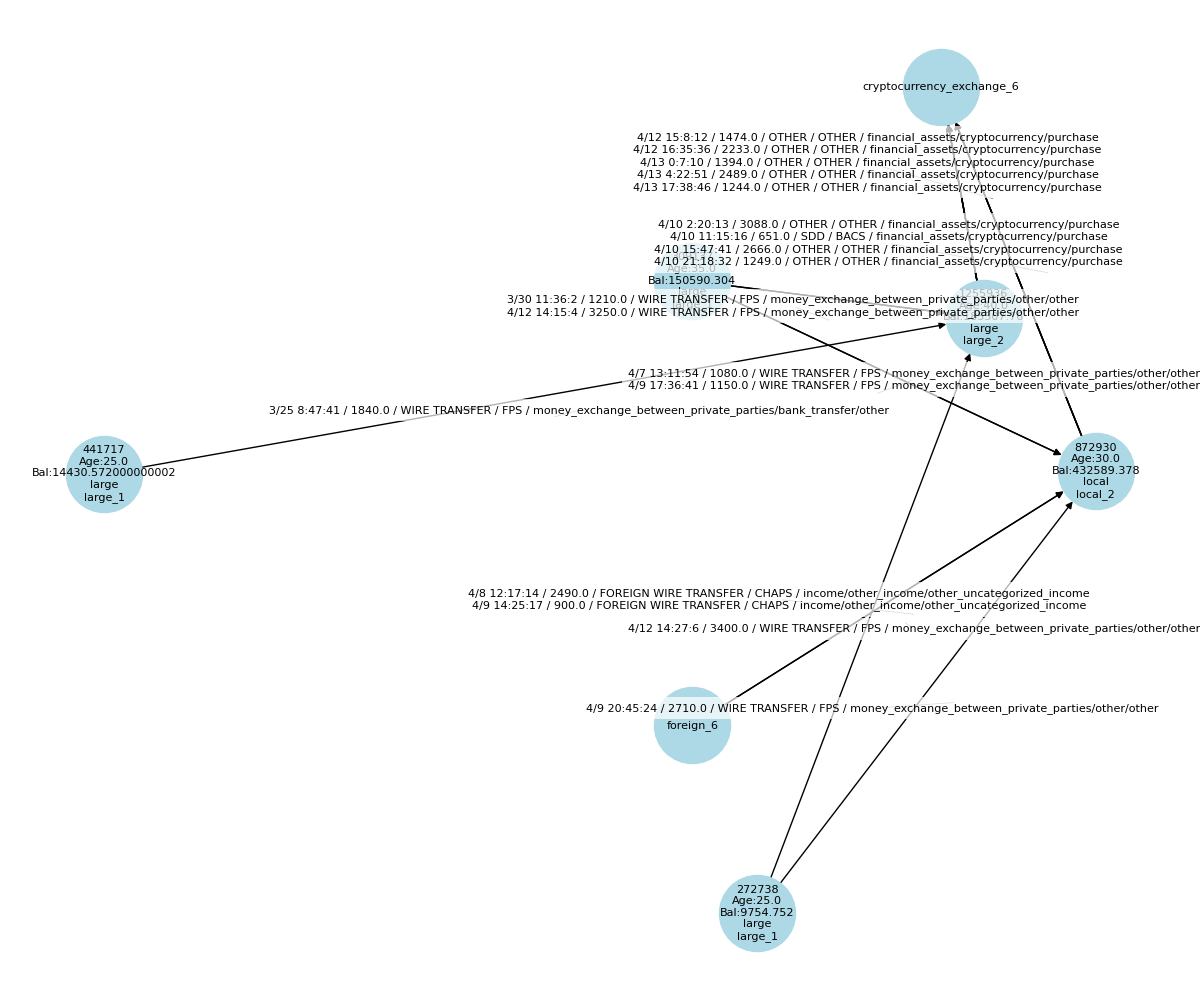 cryptocurrency_exchange_6
4/12 15:8:12 / 1474.0 / OTHER / OTHER / financial_assets/cryptocurrency/purchase
4/12 16:35:36 / 2233.0 / OTHER / OTHER / financial_assets/cryptocurrency/purchase
4/13 0:7:10 / 1394.0 / OTHER / OTHER / financial_assets/cryptocurrency/purchase
4/13 4:22:51 / 2489.0 / OTHER / OTHER / financial_assets/cryptocurrency/purchase
4/13 17:38:46 / 1244.0 / OTHER / OTHER / financial_assets/cryptocurrency/purchase
4/10 2:20:13 / 3088.0 / OTHER / OTHER / financial_assets/cryptocurrency/purchase
4/10 11:15:16 / 651.0 / SDD / BACS / financial_assets/cryptocurrency/purchase
4/10 15:47:41 / 2666.0 / OTHER / OTHER / financial_assets/cryptocurrency/purchase
4/10 21:18:32 / 1249.0 / OTHER / OTHER / financial_assets/cryptocurrency/purchase
Age:35.0
Bal:150590.304
large
3/30 11:36:2 / 1210.0 / WIRE TRANSFER / FPS / money_exchange_between_private_parties/other/other
4/12 14:15:4 / 3250.0 / WIRE TRANSFER / FPS / money_exchange_between_private_parties/other/other
Age:40.0
large
large_2
4/7 13:11:54 / 1080.0 / WIRE TRANSFER / FPS / money_exchange_between_private_parties/other/other
4/9 17:36:41 / 1150.0 / WIRE TRANSFER / FPS / money_exchange_between_private_parties/other/other
3/25 8:47:41 / 1840.0 / WIRE TRANSFER / FPS / money_exchange_between_private_parties/bank_transfer/other
441717
Age:25.0
Bal:14430.572000000002
large
large_1
872930
Age:30.0
Bal:432589.378
local
local_2
4/8 12:17:14 / 2490.0 / FOREIGN WIRE TRANSFER / CHAPS / income/other_income/other_uncategorized_income
4/9 14:25:17 / 900.0 / FOREIGN WIRE TRANSFER / CHAPS / income/other_income/other_uncategorized_income
4/12 14:27:6 / 3400.0 / WIRE TRANSFER / FPS / money_exchange_between_private_parties/other/other
4/9 20:45:24 / 2710.0 / WIRE TRANSFER / FPS / money_exchange_between_private_parties/other/other
foreign_6
272738
Age:25.0
Bal:9754.752
large
large_1